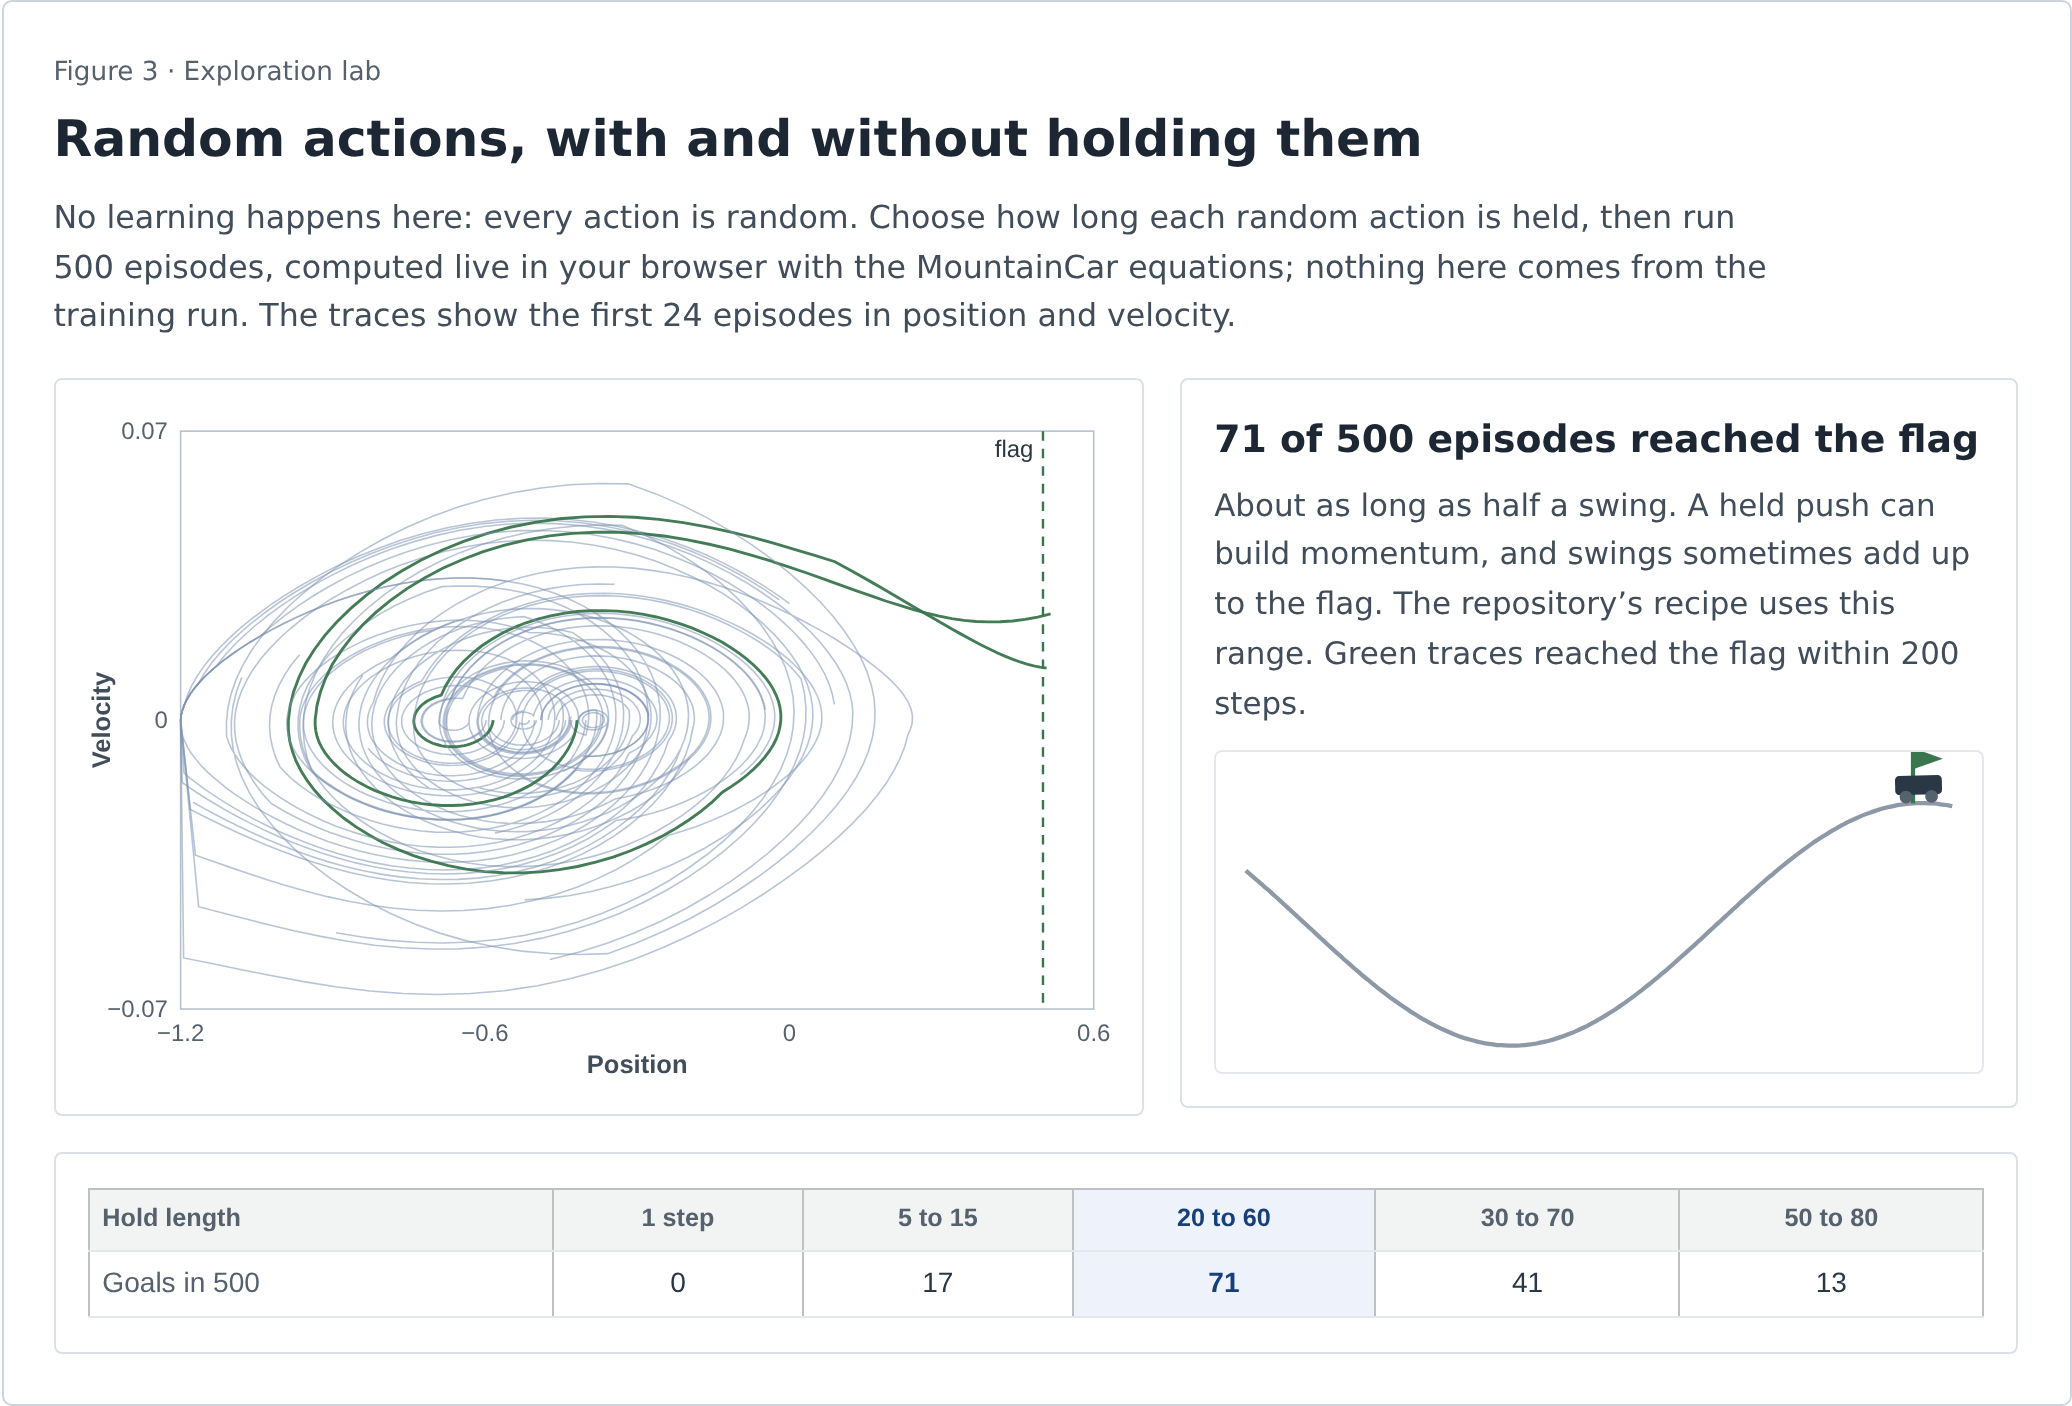 Figure 3 · Exploration lab
Random actions, with and without holding them
No learning happens here: every action is random. Choose how long each random action is held, then run
500 episodes, computed live in your browser with the MountainCar equations; nothing here comes from the
training run. The traces show the first 24 episodes in position and velocity.
0.07
flag
Velocity
0
−0.07
−1.2
−0.6
0
0.6
Position
71 of 500 episodes reached the flag
About as long as half a swing. A held push can
build momentum, and swings sometimes add up
to the flag. The repository’s recipe uses this
range. Green traces reached the flag within 200
steps.
Hold length 1 step 5 to 15 20 to 60 30 to 70 50 to 80
Goals in 500 0 17 71 41 13